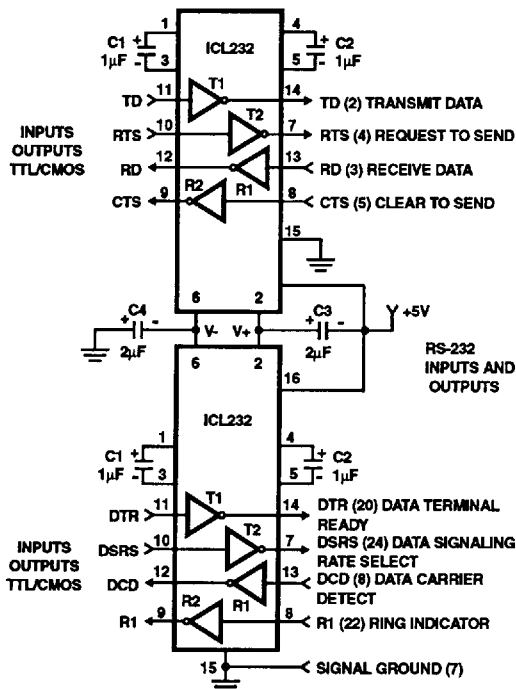 1 4
C1 + ICL232 + C2
1µF - - 1µF
3 5
T1
TD 11 14 TD (2) TRANSMIT DATA
T2
INPUTS
OUTPUTS
TTL/CMOS
RTS 10 7 RTS (4) REQUEST TO SEND
RD 12 13 RD (3) RECEIVE DATA
R2 R1
CTS 9 8 CTS (5) CLEAR TO SEND
15
6 2
C4 C3 +5V
+ - V- V+ + -
2µF 2µF
6 2
RS-232
INPUTS AND
OUTPUTS
16
ICL232
1 4
C1 + + C2
1µF - - 1µF
3 5
T1
DTR 11 14 DTR (20) DATA TERMINAL
READY
T2
DSRS 10 7 DSRS (24) DATA SIGNALING
RATE SELECT
INPUTS
OUTPUTS
TTL/CMOS
DCD 12 13 DCD (8) DATA CARRIER
DETECT
R2 R1
R1 9 8 R1 (22) RING INDICATOR
15 SIGNAL GROUND (7)